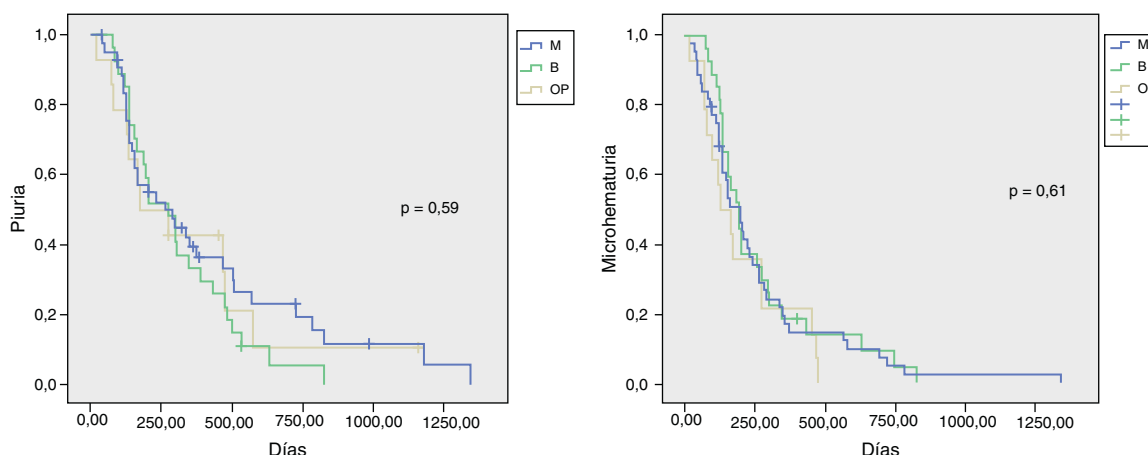 1,0
0,8
0,6
0,4
0,2
0,0
Piuria
0,00
250,00
500,00
750,00
1000,00
1250,00
Días
p = 0,59
M
B
OP
1,0
0,8
0,6
0,4
0,2
0,0
Microhematuria
0,00
250,00
500,00
750,00
1000,00
1250,00
Días
p = 0,61
M
B
O